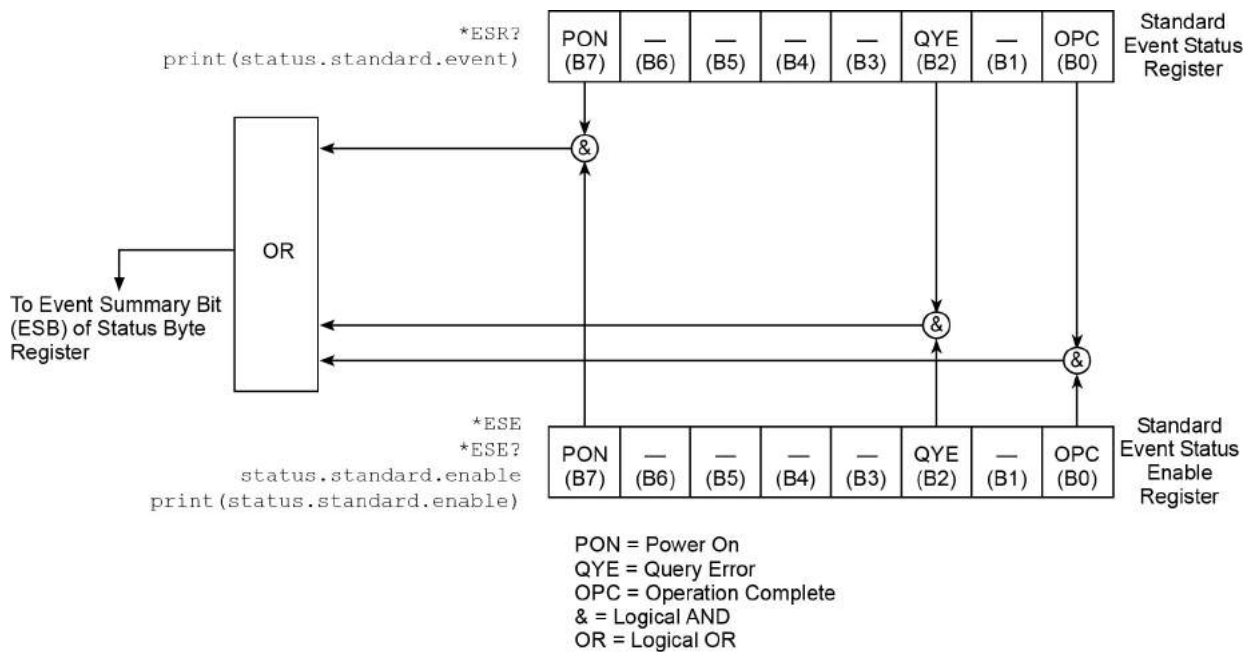 *ESR?
print(status.standard.event)
PON — — — — QYE — OPC
(B7) (B6) (B5) (B4) (B3) (B2) (B1) (B0)
Standard
Event Status
Register
&
OR
To Event Summary Bit
(ESB) of Status Byte
Register
&
&
*ESE
*ESE?
status.standard.enable
print(status.standard.enable)
PON — — — — QYE — OPC
(B7) (B6) (B5) (B4) (B3) (B2) (B1) (B0)
Standard
Event Status
Enable
Register
PON = Power On
QYE = Query Error
OPC = Operation Complete
& = Logical AND
OR = Logical OR